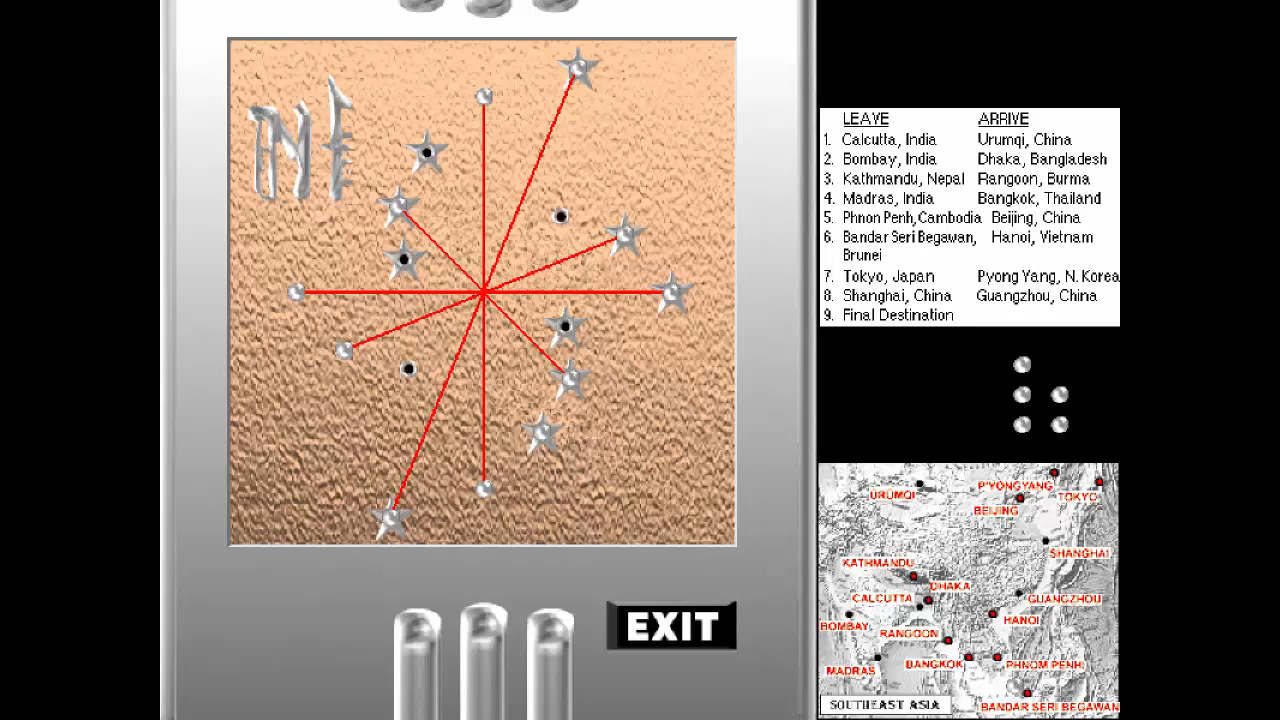 LEAVE ARRIVE
1. Calcutta, India Urumqi, China
2. Bombay, India Dhaka, Bangladesh
3. Kathmandu, Nepal Rangoon, Burma
4. Madras, India Bangkok, Thailand
5. Phnon Penh,Cambodia Beijing, China
6. Bandar Seri Begawan, Hanoi, Vietnam
Brunei
7. Tokyo, Japan Pyong Yang, N. Korea
8. Shanghai, China Guangzhou, China
9. Final Destination
P'YONGYANG
URUMQI
TOKYO
BEIJING
SHANGHAI
KATHMANDU
DHAKA
CALCUTTA
GUANGZHOU
HANOI
BOMBAY
RANGOON
BANGKOK
PHNOM PENH
MADRAS
SOUTHEAST ASIA
BANDAR SERI BEGAWAN
EXIT